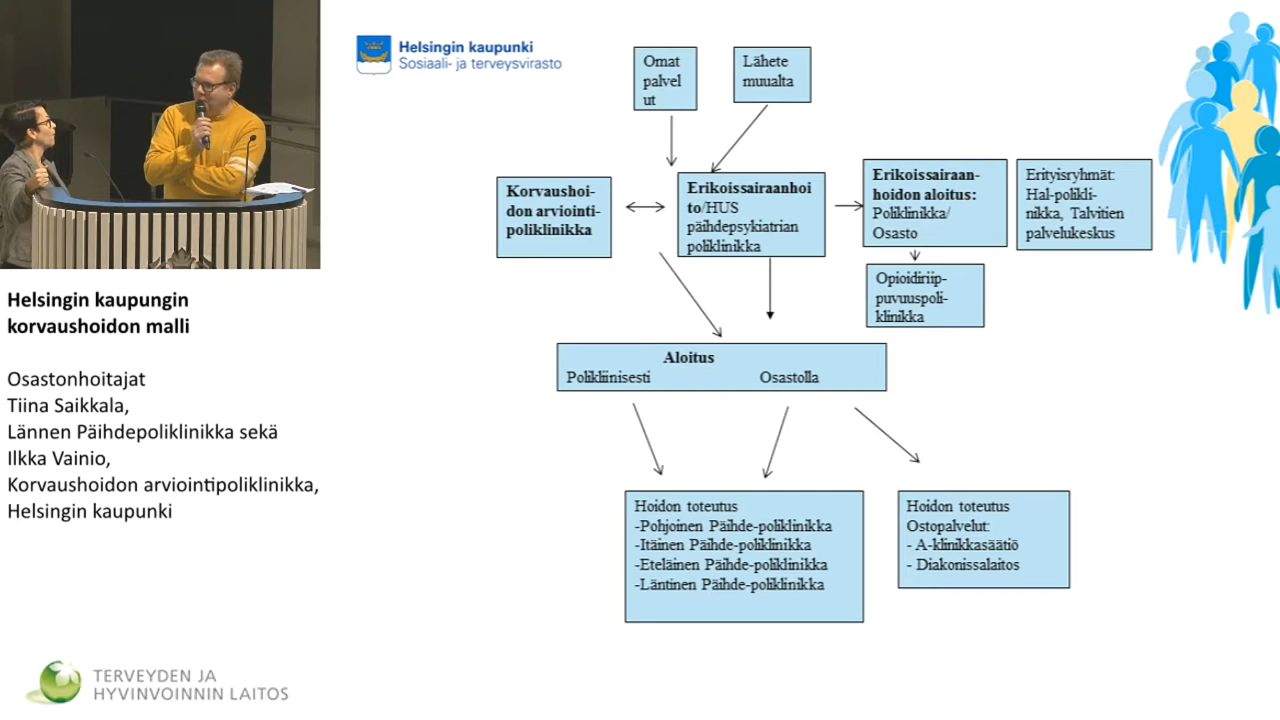 Helsingin kaupunki
Sosiaali- ja terveysvirasto
Omat
palvel
ut
Lähete
muualta
Korvaushoi-
don arviointi-
poliklinikka
Erikoissairaanhoi
to/HUS
päihdepsykiatrian
poliklinikka
Erikoissairaan-
hoidon aloitus:
Poliklinikka/
Osasto
Erityisryhmät:
Hal-polikli-
nikka, Talvitien
palvelukeskus
Opioidiriip-
puvuuspoli-
klinikka
Aloitus
Polikliinisesti Osastolla
Hoidon toteutus
-Pohjoinen Päihde-poliklinikka
-Itäinen Päihde-poliklinikka
-Eteläinen Päihde-poliklinikka
-Läntinen Päihde-poliklinikka
Hoidon toteutus
Ostopalvelut:
- A-klinikkasäätiö
- Diakonissalaitos
Helsingin kaupungin
korvaushoidon malli
Osastonhoitajat
Tiina Saikkala,
Lännen Päihdepoliklinikka sekä
Ilkka Vainio,
Korvaushoidon arviointipoliklinikka,
Helsingin kaupunki
TERVEYDEN JA
HYVINVOINNIN LAITOS